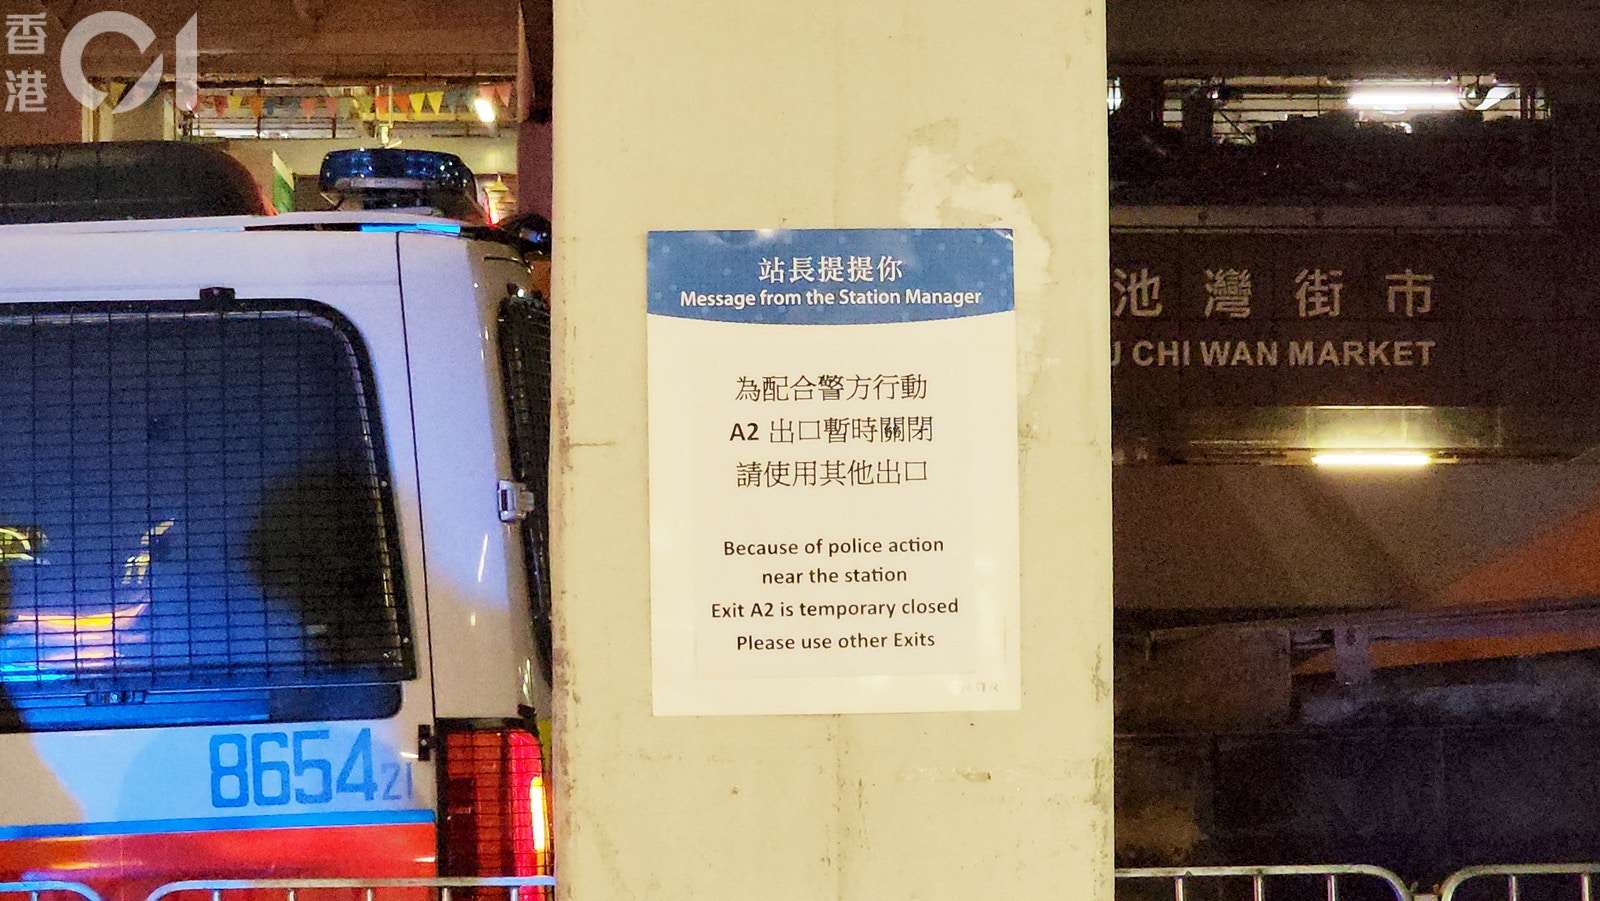 香港01
站長提提你
Message from the Station Manager
為配合警方行動
A2 出口暫時關閉
請使用其他出口
Because of police action
near the station
Exit A2 is temporary closed
Please use other Exits
池灣街市
U CHI WAN MARKET
8654 21